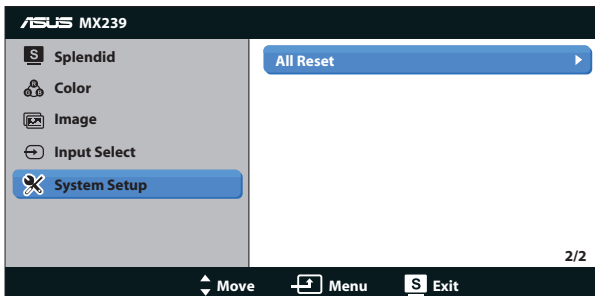 ASUS MX239
S Splendid
Color
Image
Input Select
System Setup
All Reset
2/2
Move Menu S Exit